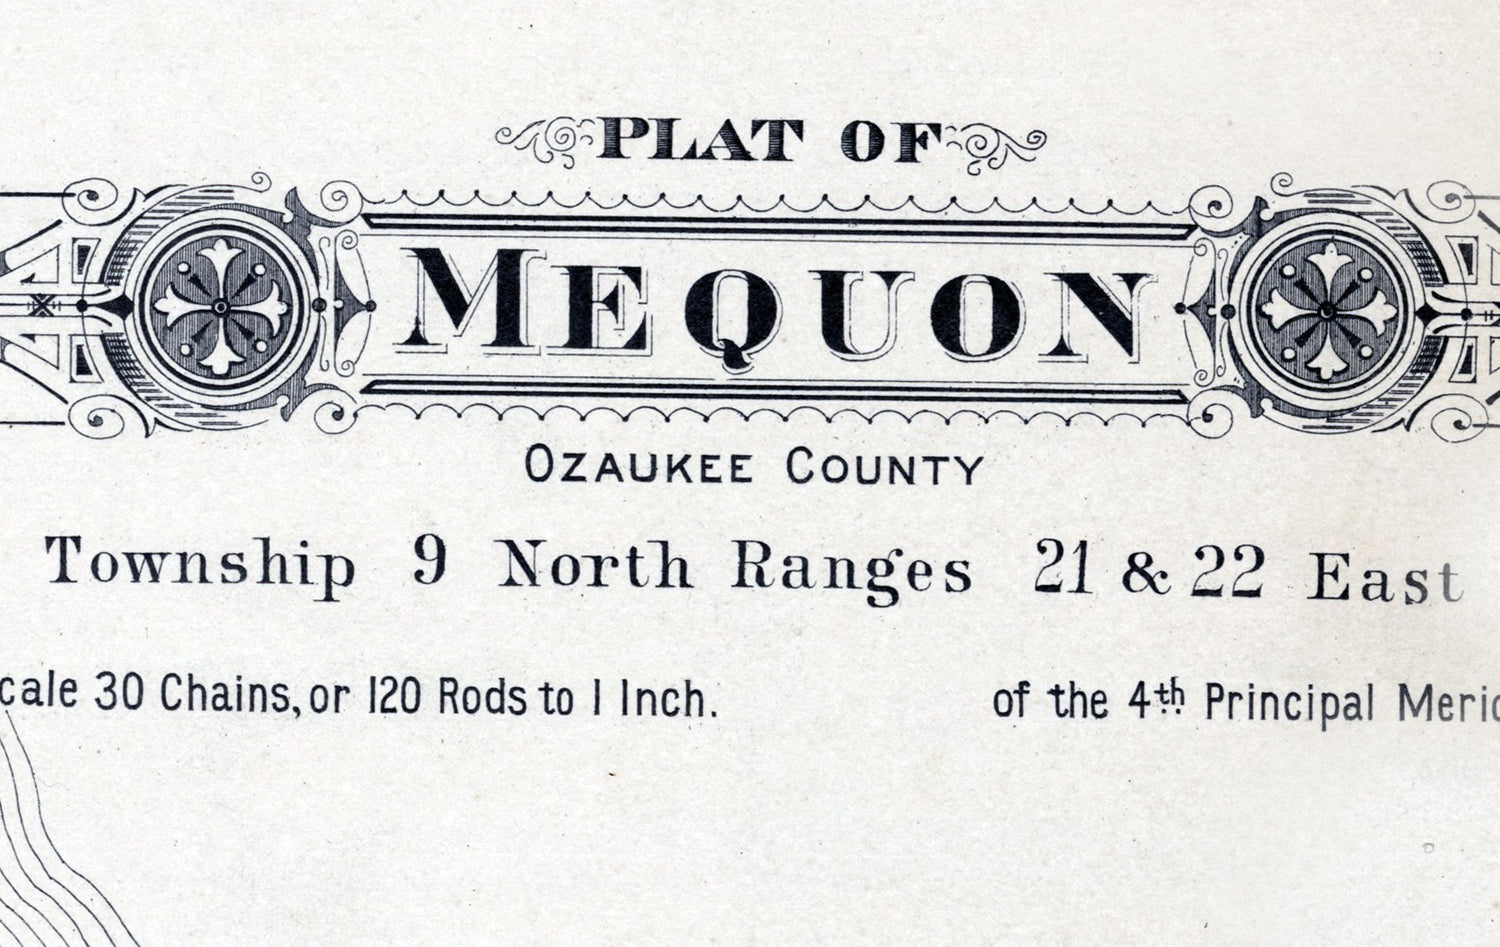 PLAT OF
MEQUON
OZAUKEE COUNTY
Township 9 North Ranges 21 & 22 East
cale 30 Chains, or 120 Rods to 1 Inch. of the 4th Principal Meric